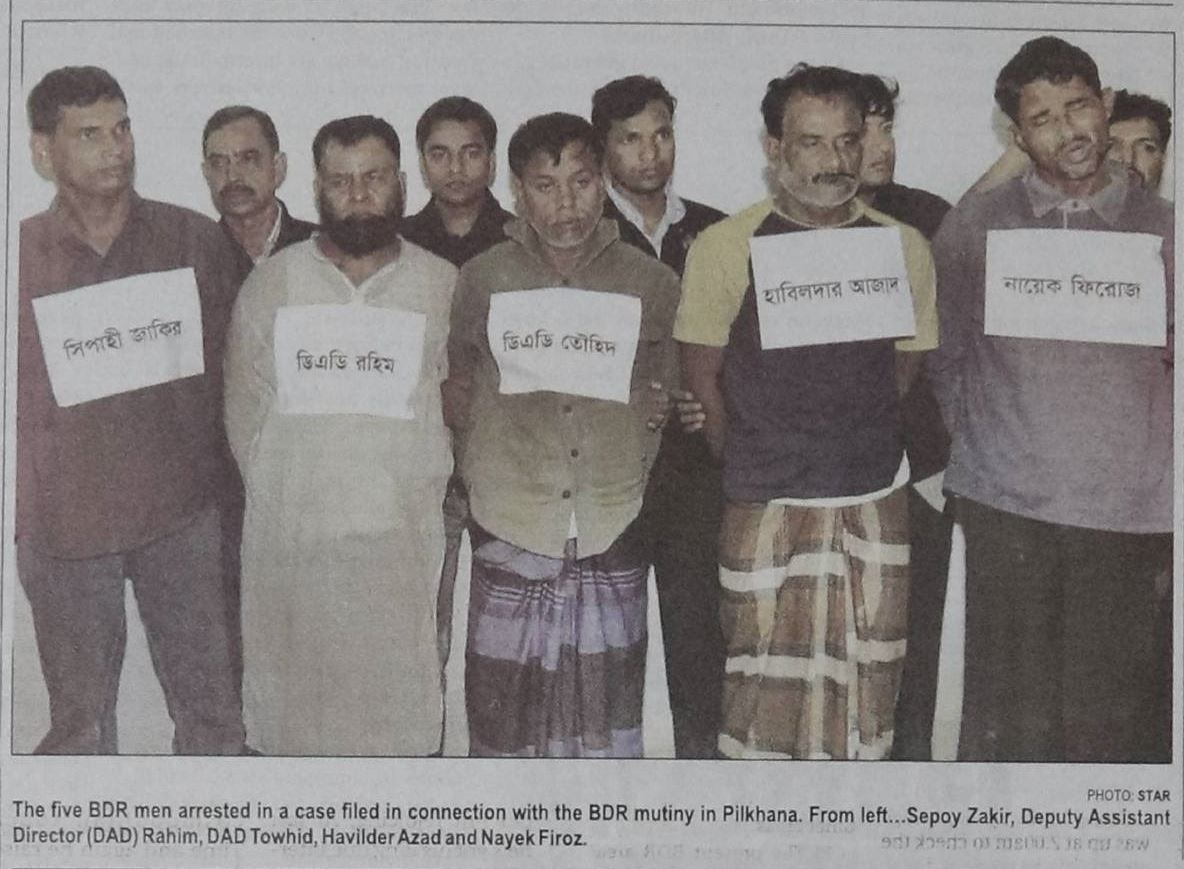 সিপাহী জাকির
ডিএডি রহিম
ডিএডি তৌহিদ
হাবিলদার আজাদ
নায়েক ফিরোজ
PHOTO: STAR
The five BDR men arrested in a case filed in connection with the BDR mutiny in Pilkhana. From left...Sepoy Zakir, Deputy Assistant
Director (DAD) Rahim, DAD Towhid, Havilder Azad and Nayek Firoz.